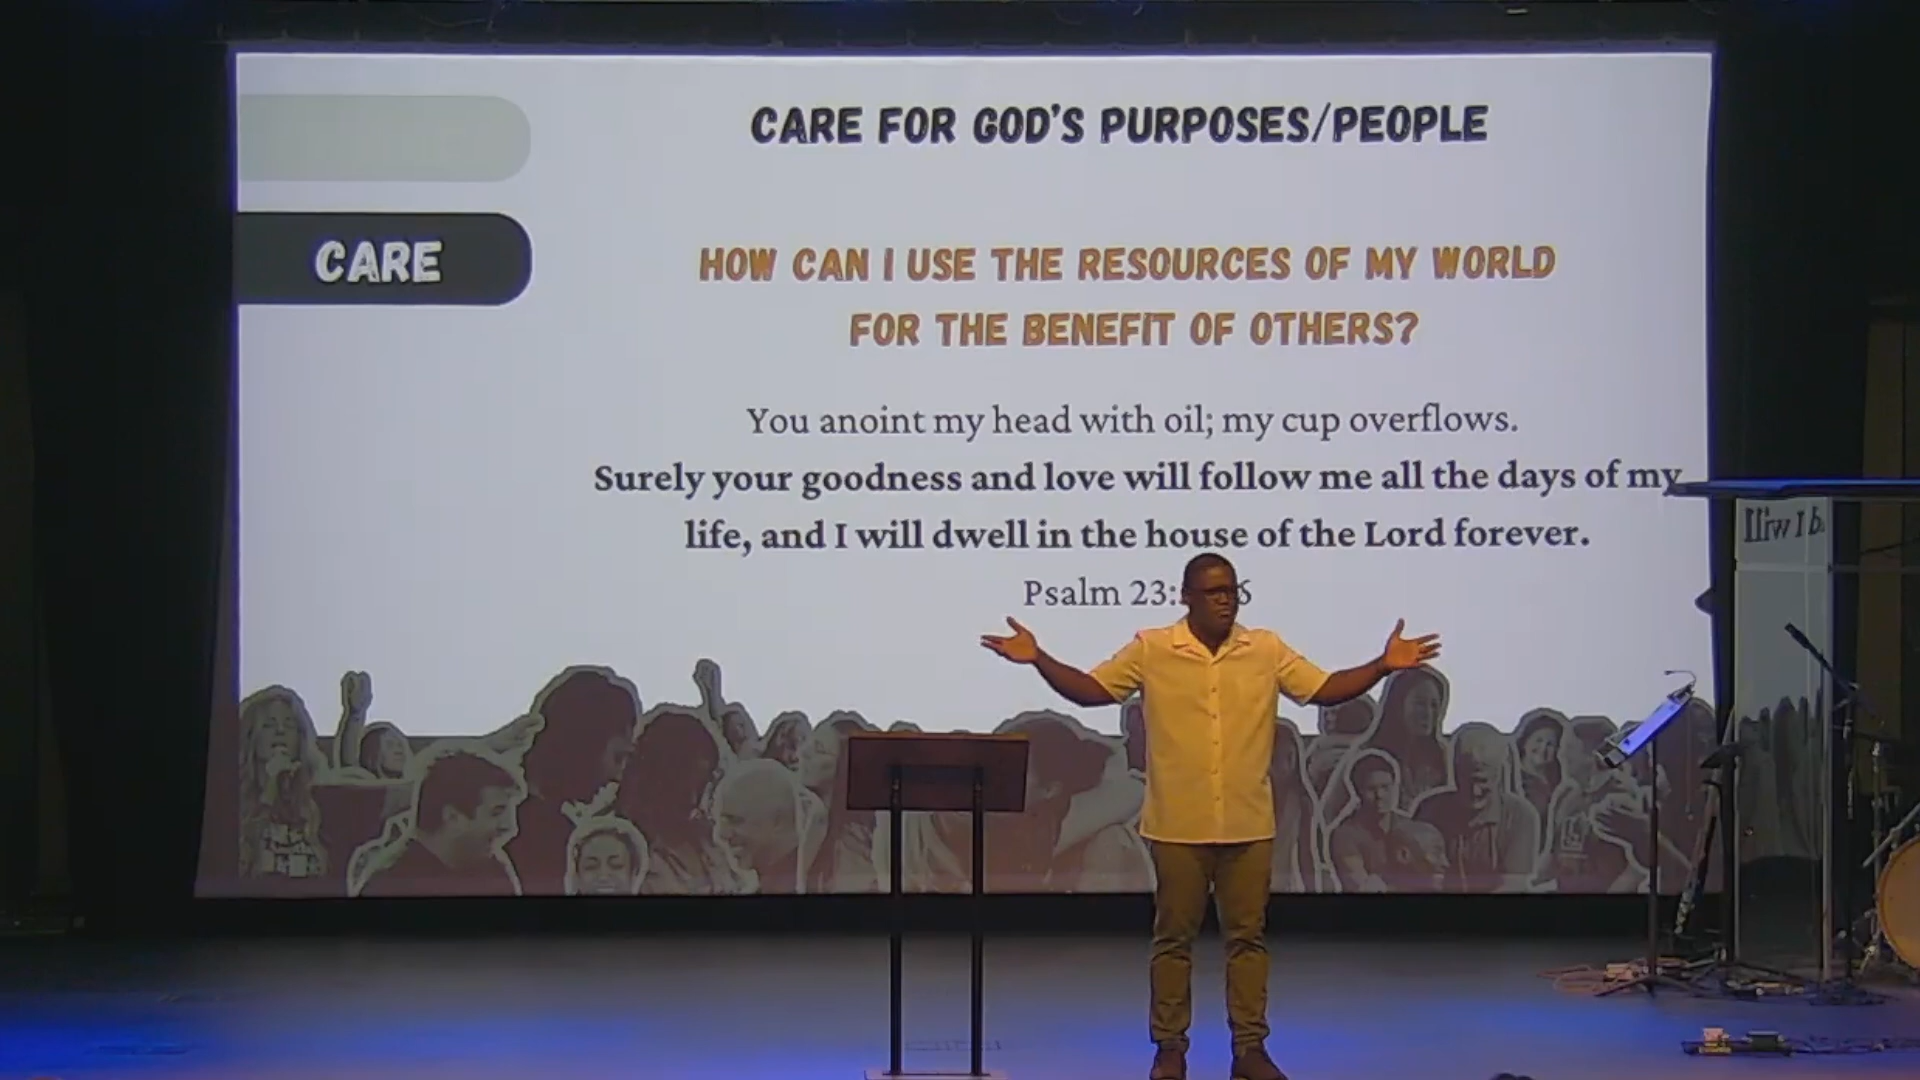 CARE FOR GOD'S PURPOSES/PEOPLE
CARE
HOW CAN I USE THE RESOURCES OF MY WORLD
FOR THE BENEFIT OF OTHERS?
You anoint my head with oil; my cup overflows.
Surely your goodness and love will follow me all the days of my
life, and I will dwell in the house of the Lord forever.
Psalm 23: